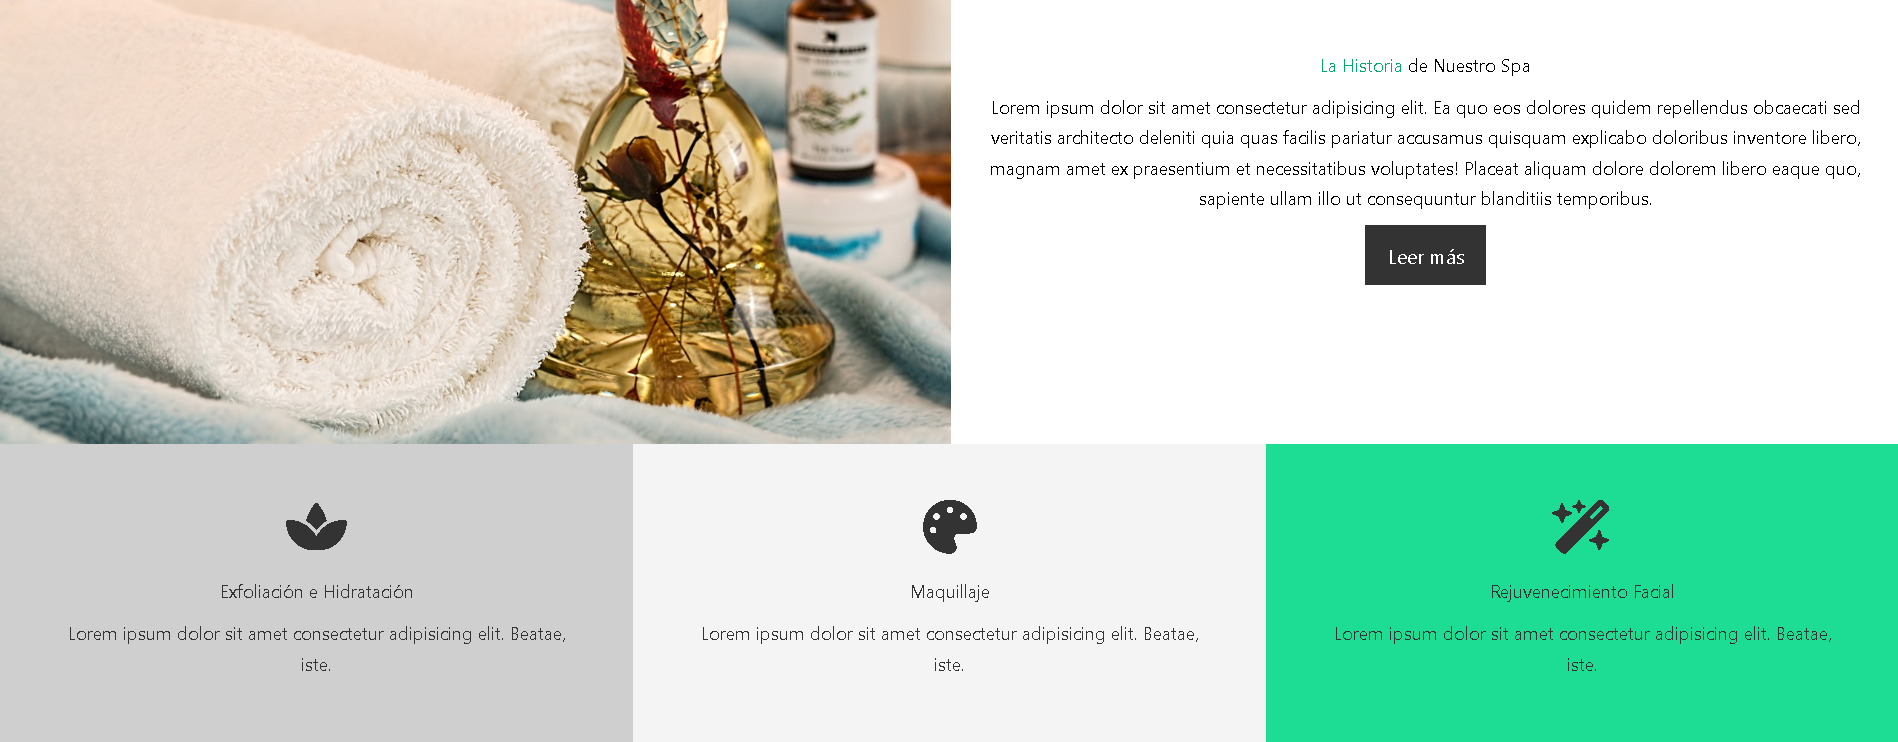 La Historia de Nuestro Spa
Lorem ipsum dolor sit amet consectetur adipisicing elit. Ea quo eos dolores quidem repellendus obcaecati sed
veritatis architecto deleniti quia quas facilis pariatur accusamus quisquam explicabo doloribus inventore libero,
magnam amet ex praesentium et necessitatibus voluptates! Placeat aliquam dolore dolorem libero eaque quo,
sapiente ullam illo ut consequuntur blanditiis temporibus.
Leer más
Exfoliación e Hidratación
Lorem ipsum dolor sit amet consectetur adipisicing elit. Beatae,
iste.
Maquillaje
Lorem ipsum dolor sit amet consectetur adipisicing elit. Beatae,
iste.
Rejuvenecimiento Facial
Lorem ipsum dolor sit amet consectetur adipisicing elit. Beatae,
iste.